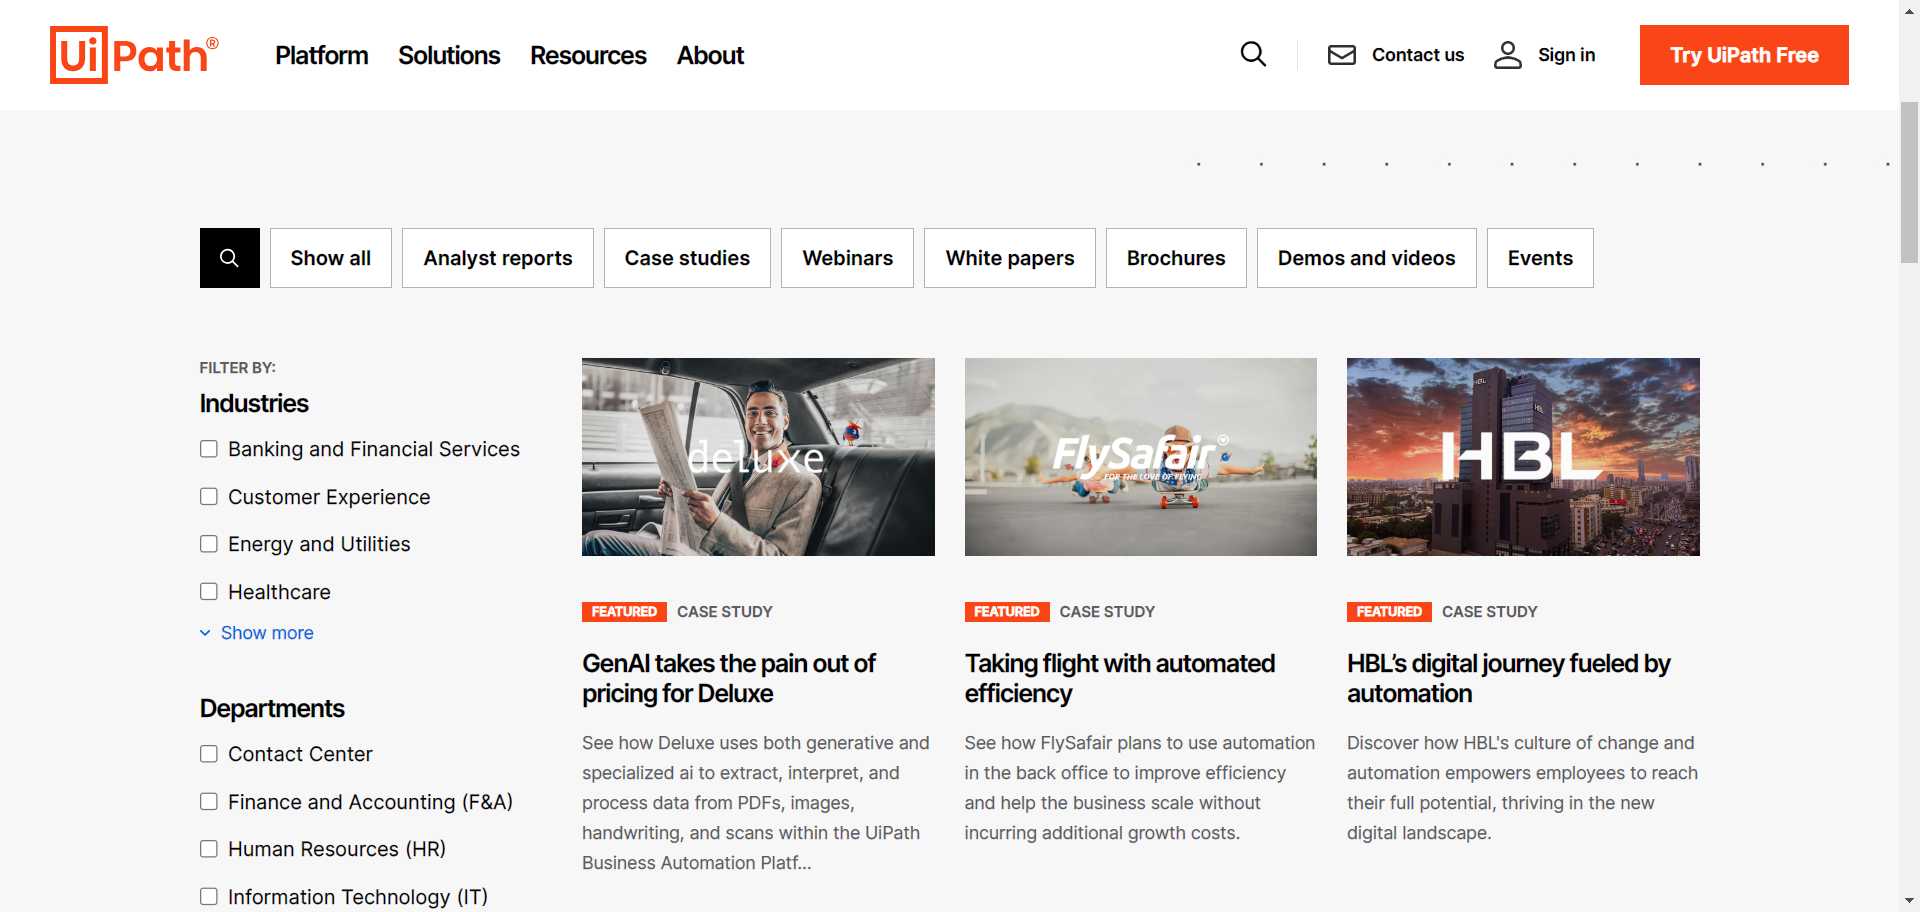 UiPath®
Platform Solutions Resources About
Contact us Sign in Try UiPath Free
Show all Analyst reports Case studies Webinars White papers Brochures Demos and videos Events
FILTER BY:
Industries
Banking and Financial Services
Customer Experience
Energy and Utilities
Healthcare
Show more
Departments
Contact Center
Finance and Accounting (F&A)
Human Resources (HR)
Information Technology (IT)
deluxe
FEATURED CASE STUDY
GenAI takes the pain out of
pricing for Deluxe
See how Deluxe uses both generative and
specialized ai to extract, interpret, and
process data from PDFs, images,
handwriting, and scans within the UiPath
Business Automation Platf...
FlySafair
FOR THE LOVE OF FLYING
FEATURED CASE STUDY
Taking flight with automated
efficiency
See how FlySafair plans to use automation
in the back office to improve efficiency
and help the business scale without
incurring additional growth costs.
HBL
HBL
HBL
FEATURED CASE STUDY
HBL’s digital journey fueled by
automation
Discover how HBL's culture of change and
automation empowers employees to reach
their full potential, thriving in the new
digital landscape.